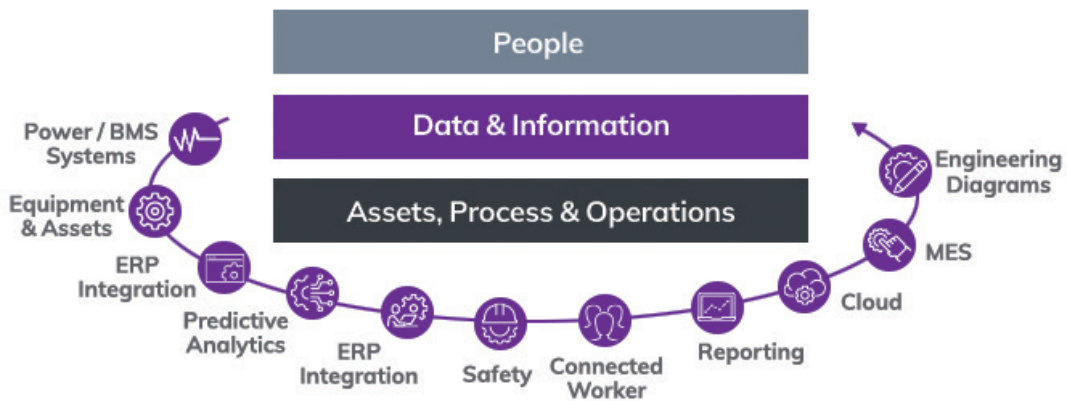 People
Data & Information
Assets, Process & Operations
Power / BMS
Systems
Equipment
& Assets
ERP
Integration
Predictive
Analytics
ERP
Integration
Safety
Connected
Worker
Reporting
Cloud
MES
Engineering
Diagrams